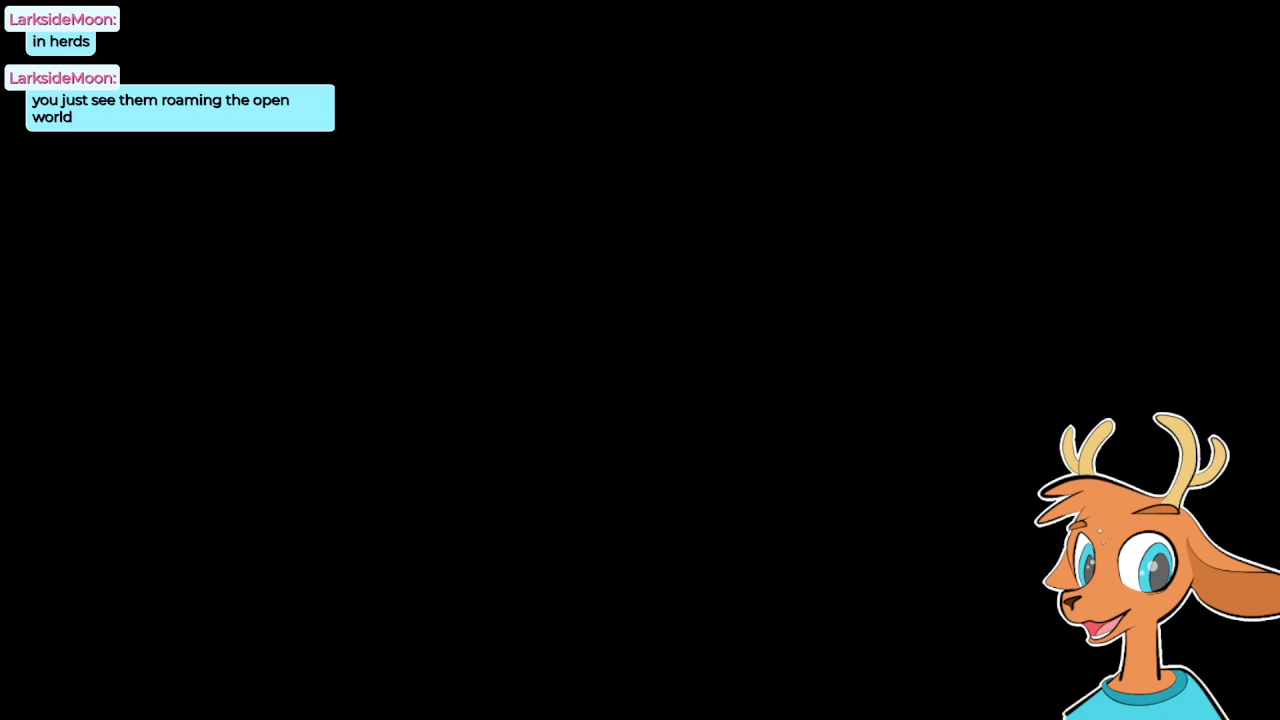 LarksideMoon:
in herds
LarksideMoon:
you just see them roaming the open
world